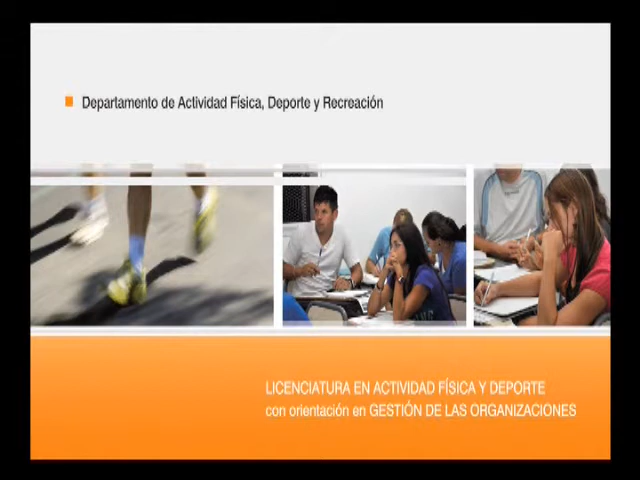 Departamento de Actividad Física, Deporte y Recreación
LICENCIATURA EN ACTIVIDAD FÍSICA Y DEPORTE
con orientación en GESTIÓN DE LAS ORGANIZACIONES